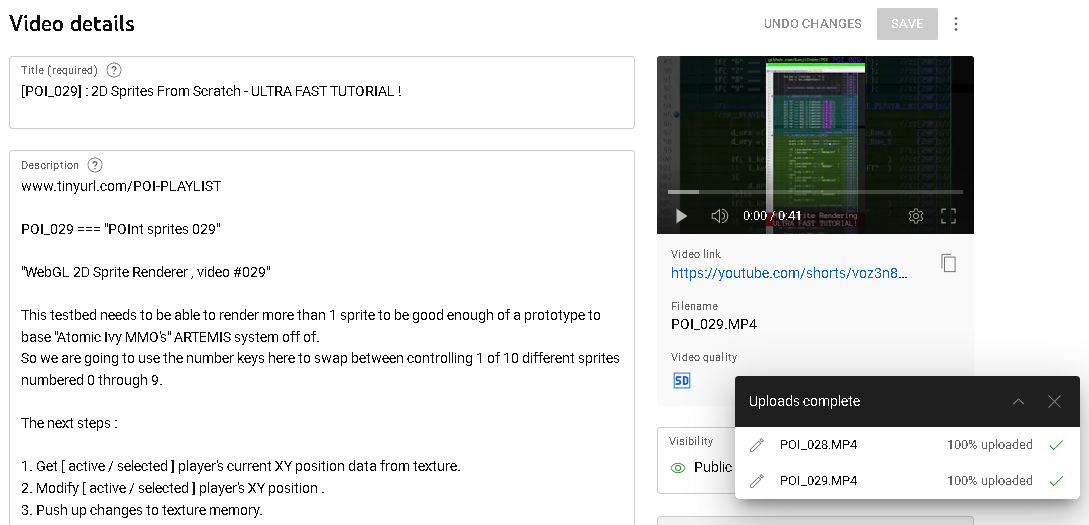 Video details
UNDO CHANGES
SAVE
Title (required)
[POI_029] : 2D Sprites From Scratch - ULTRA FAST TUTORIAL !
Description
www.tinyurl.com/POI-PLAYLIST
POI_029 === "POInt sprites 029"
"WebGL 2D Sprite Renderer , video #029"
This testbed needs to be able to render more than 1 sprite to be good enough of a prototype to
base "Atomic Ivy MMO's" ARTEMIS system off of.
So we are going to use the number keys here to swap between controlling 1 of 10 different sprites
numbered 0 through 9.
The next steps :
1. Get [ active / selected ] player's current XY position data from texture.
2. Modify [ active / selected ] player's XY position .
3. Push up changes to texture memory.
0:00 / 0:41
ULTRA FAST TUTORIAL!
Video link
https://youtube.com/shorts/voz3n8...
Filename
POI_029.MP4
Video quality
SD
Visibility
Public
Uploads complete
POI_028.MP4 100% uploaded
POI_029.MP4 100% uploaded